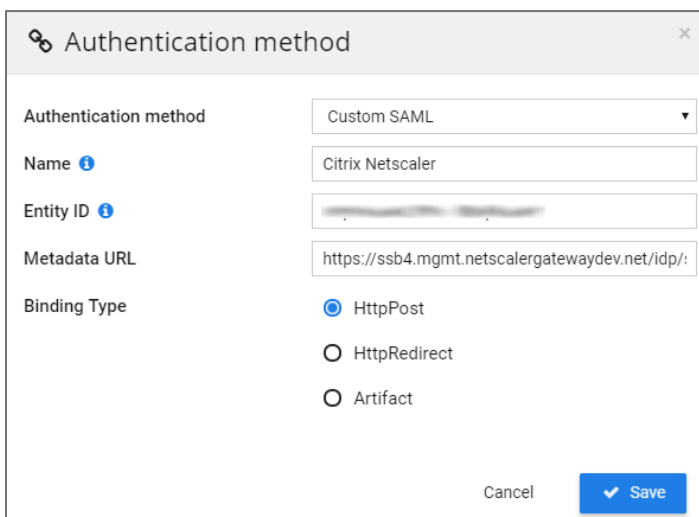 Authentication method
×
Authentication method Custom SAML
Name Citrix Netscaler
Entity ID
Metadata URL https://ssb4.mgmt.netscalergatewaydev.net/idp/s
Binding Type HttpPost
HttpRedirect
Artifact
Cancel Save